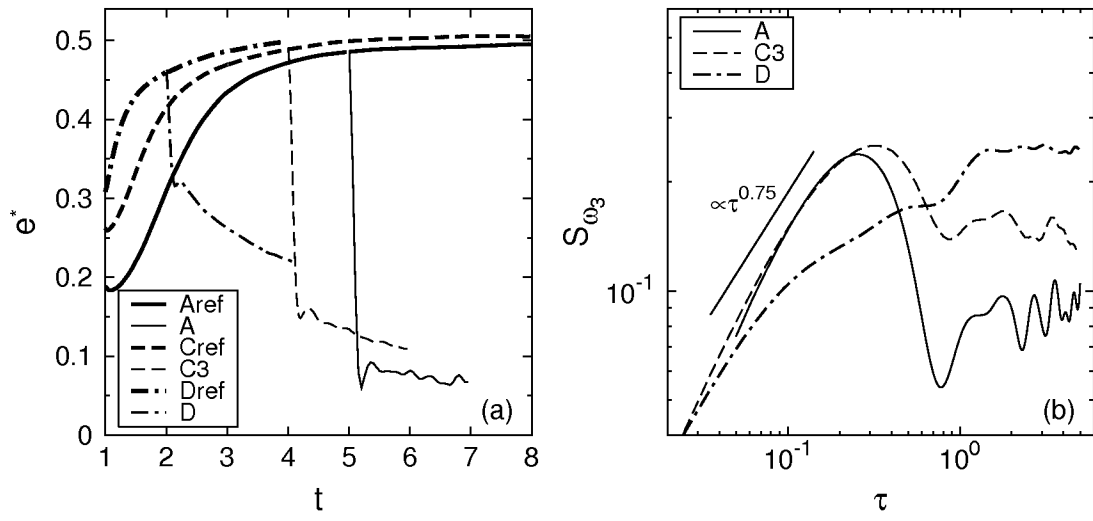 0.5
0.4
0.3
0.2
0.1
0
e*
1 2 3 4 5 6 7 8
t
Aref
A
Cref
C3
Dref
D
(a)
A
C3
D
∝τ^0.75
S_ω₃
10^-1
10^-1 10^0
τ
(b)